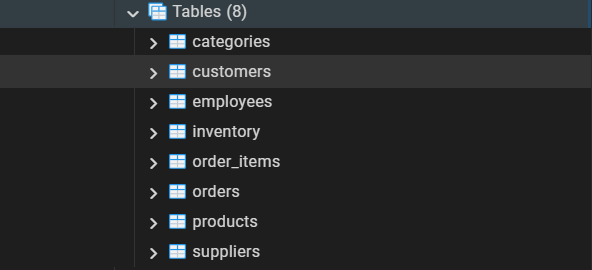 Tables (8)
categories
customers
employees
inventory
order_items
orders
products
suppliers